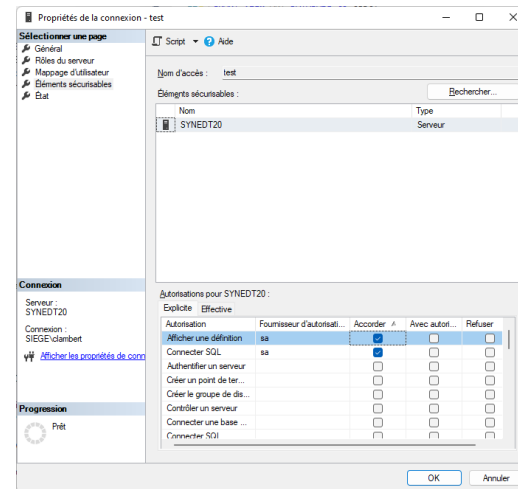 Propriétés de la connexion - test
Sélectionner une page
Général
Rôles du serveur
Mappage d'utilisateur
Éléments sécurisables
État
Script
Aide
Nom d'accès : test
Éléments sécurisables :
Rechercher...
Nom Type
SYNEDT20 Serveur
Connexion
Serveur :
SYNEDT20
Connexion :
SIEGE\clambert
Afficher les propriétés de conn
Progression
Prêt
Autorisations pour SYNEDT20 :
Explicite Effective
Autorisation Fournisseur d'autorisati... Accorder Avec autori... Refuser
Afficher une définition sa
Connecter SQL sa
Authentifier un serveur
Créer un point de ter...
Créer le groupe de dis...
Contrôler un serveur
Connecter une base ...
Connecter SQL
OK Annuler